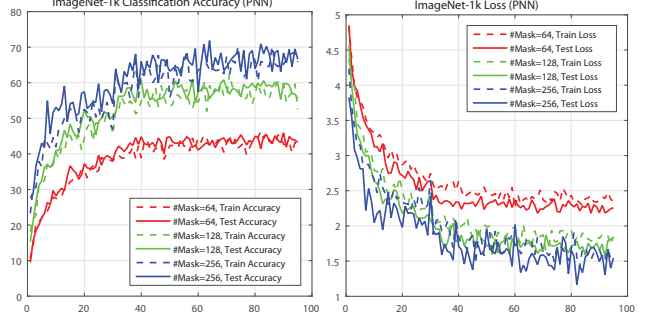 ImageNet-1k Classification Accuracy (PNN)
80
70
60
50
40
30
20
10
0
0 20 40 60 80 100
#Mask=64, Train Accuracy
#Mask=64, Test Accuracy
#Mask=128, Train Accuracy
#Mask=128, Test Accuracy
#Mask=256, Train Accuracy
#Mask=256, Test Accuracy
ImageNet-1k Loss (PNN)
5
4.5
4
3.5
3
2.5
2
1.5
1
0 20 40 60 80 100
#Mask=64, Train Loss
#Mask=64, Test Loss
#Mask=128, Train Loss
#Mask=128, Test Loss
#Mask=256, Train Loss
#Mask=256, Test Loss